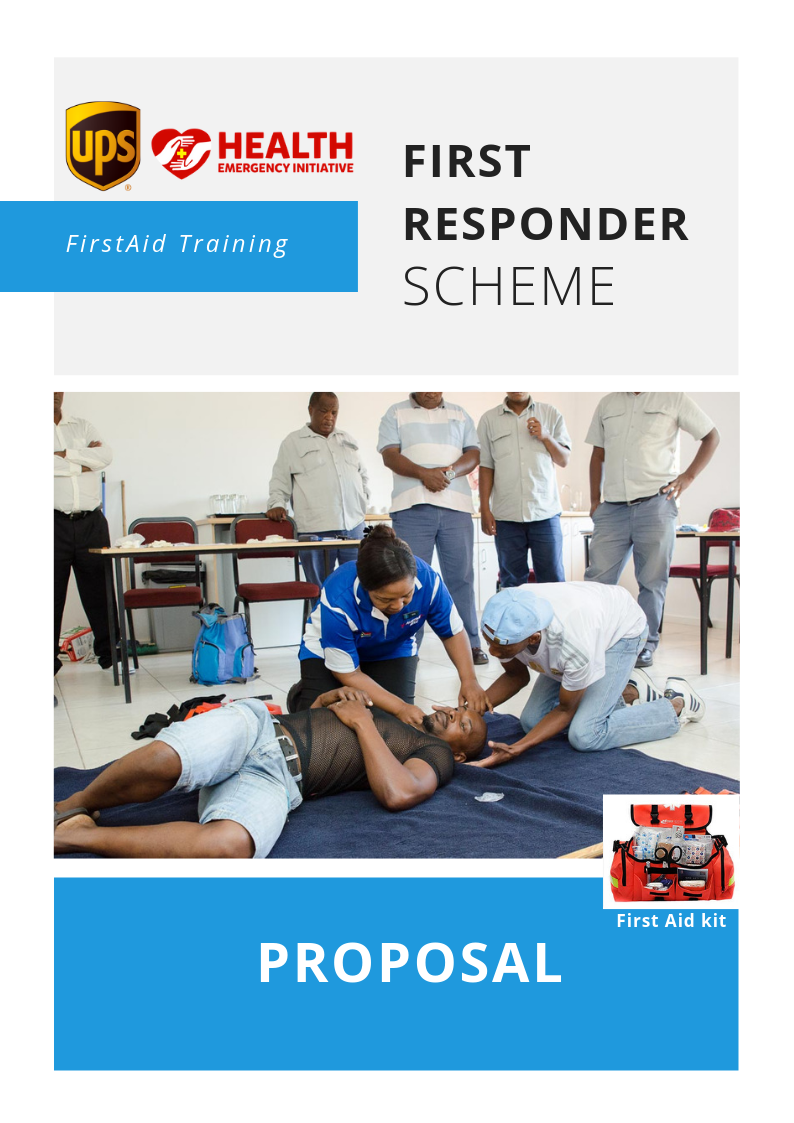 ups
®
HEALTH
EMERGENCY INITIATIVE
FirstAid Training
FIRST
RESPONDER
SCHEME
First Aid kit
PROPOSAL